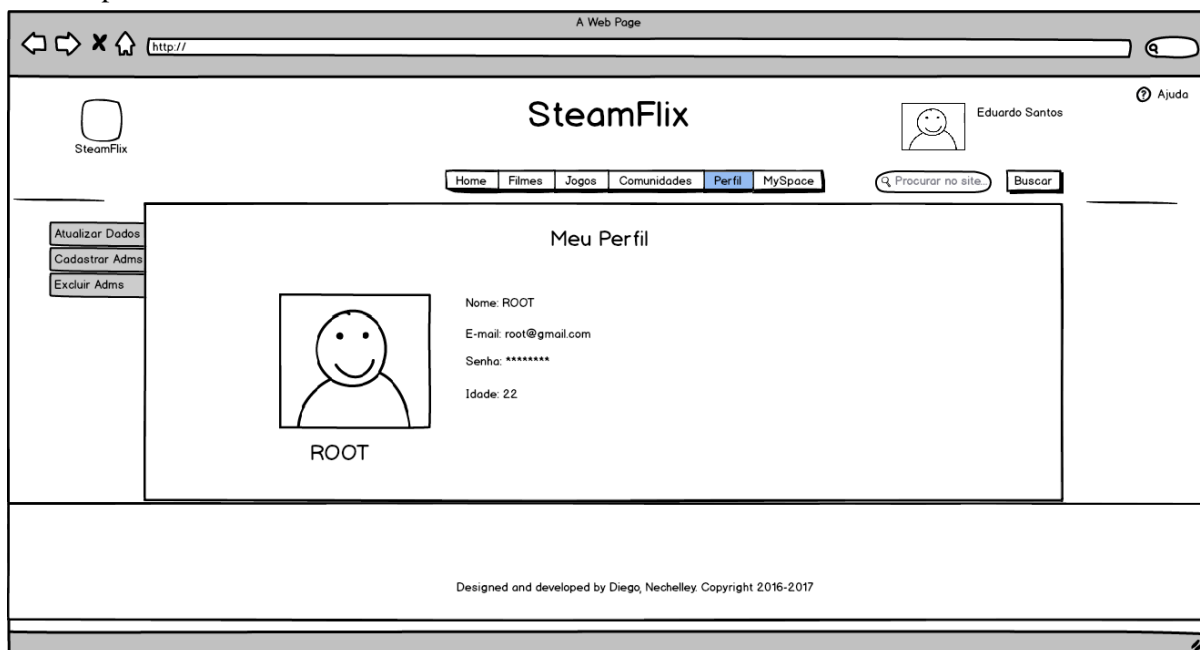 A Web Page
http://
Ajuda
SteamFlix
SteamFlix
Eduardo Santos
Home Filmes Jogos Comunidades Perfil MySpace
Procurar no site... Buscar
Atualizar Dados
Cadastrar Adms
Excluir Adms
Meu Perfil
Nome: ROOT
E-mail: root@gmail.com
Senha: ********
Idade: 22
ROOT
Designed and developed by Diego, Nechelley. Copyright 2016-2017